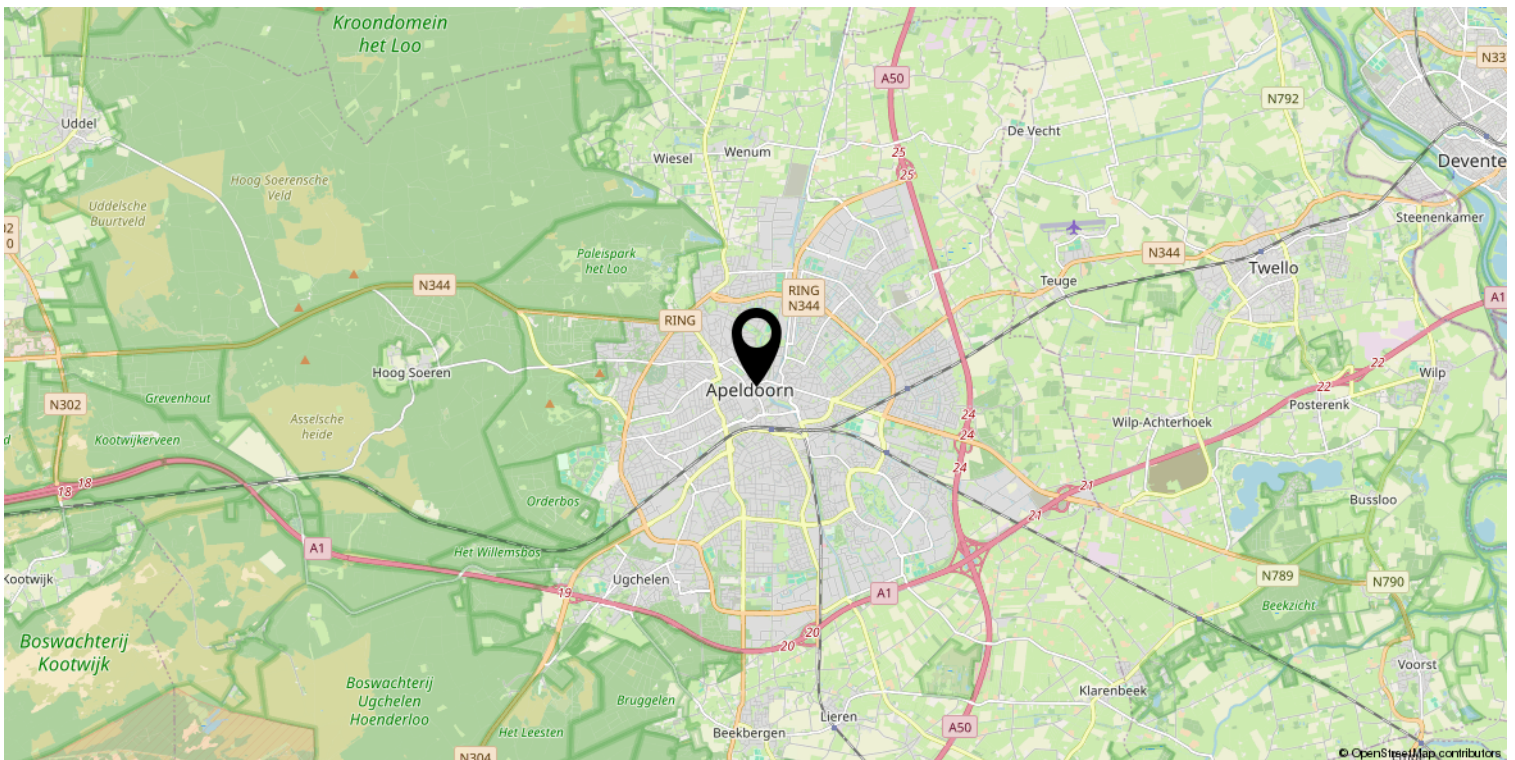 Kroondomein
het Loo
A50
N33
N792
Uddel
De Vecht
Wiesel
Wenum
25
25
Devente
Hoog Soerensche
Veld
Uddelsche
Buurtveld
Steenenkamer
0
Paleispark
het Loo
N344
Twello
Teuge
N344
RING
N344
A1
RING
Hoog Soeren
22
22
Wilp
Apeldoorn
Grevenhout
N302
Posterenk
Asselsche
heide
24
Wilp-Achterhoek
24
Kootwijkerveen
24
18
18
21
Orderbos
Bussloo
21
A1
Het Willemsbos
Kootwijk
Ugchelen
N789
N790
19
A1
Beekzicht
20
Boswachterij
Kootwijk
20
Voorst
Boswachterij
Ugchelen
Hoenderloo
Klarenbeek
Bruggelen
Lieren
A50
Het Leesten
Beekbergen
N304
© OpenStreetMap contributors